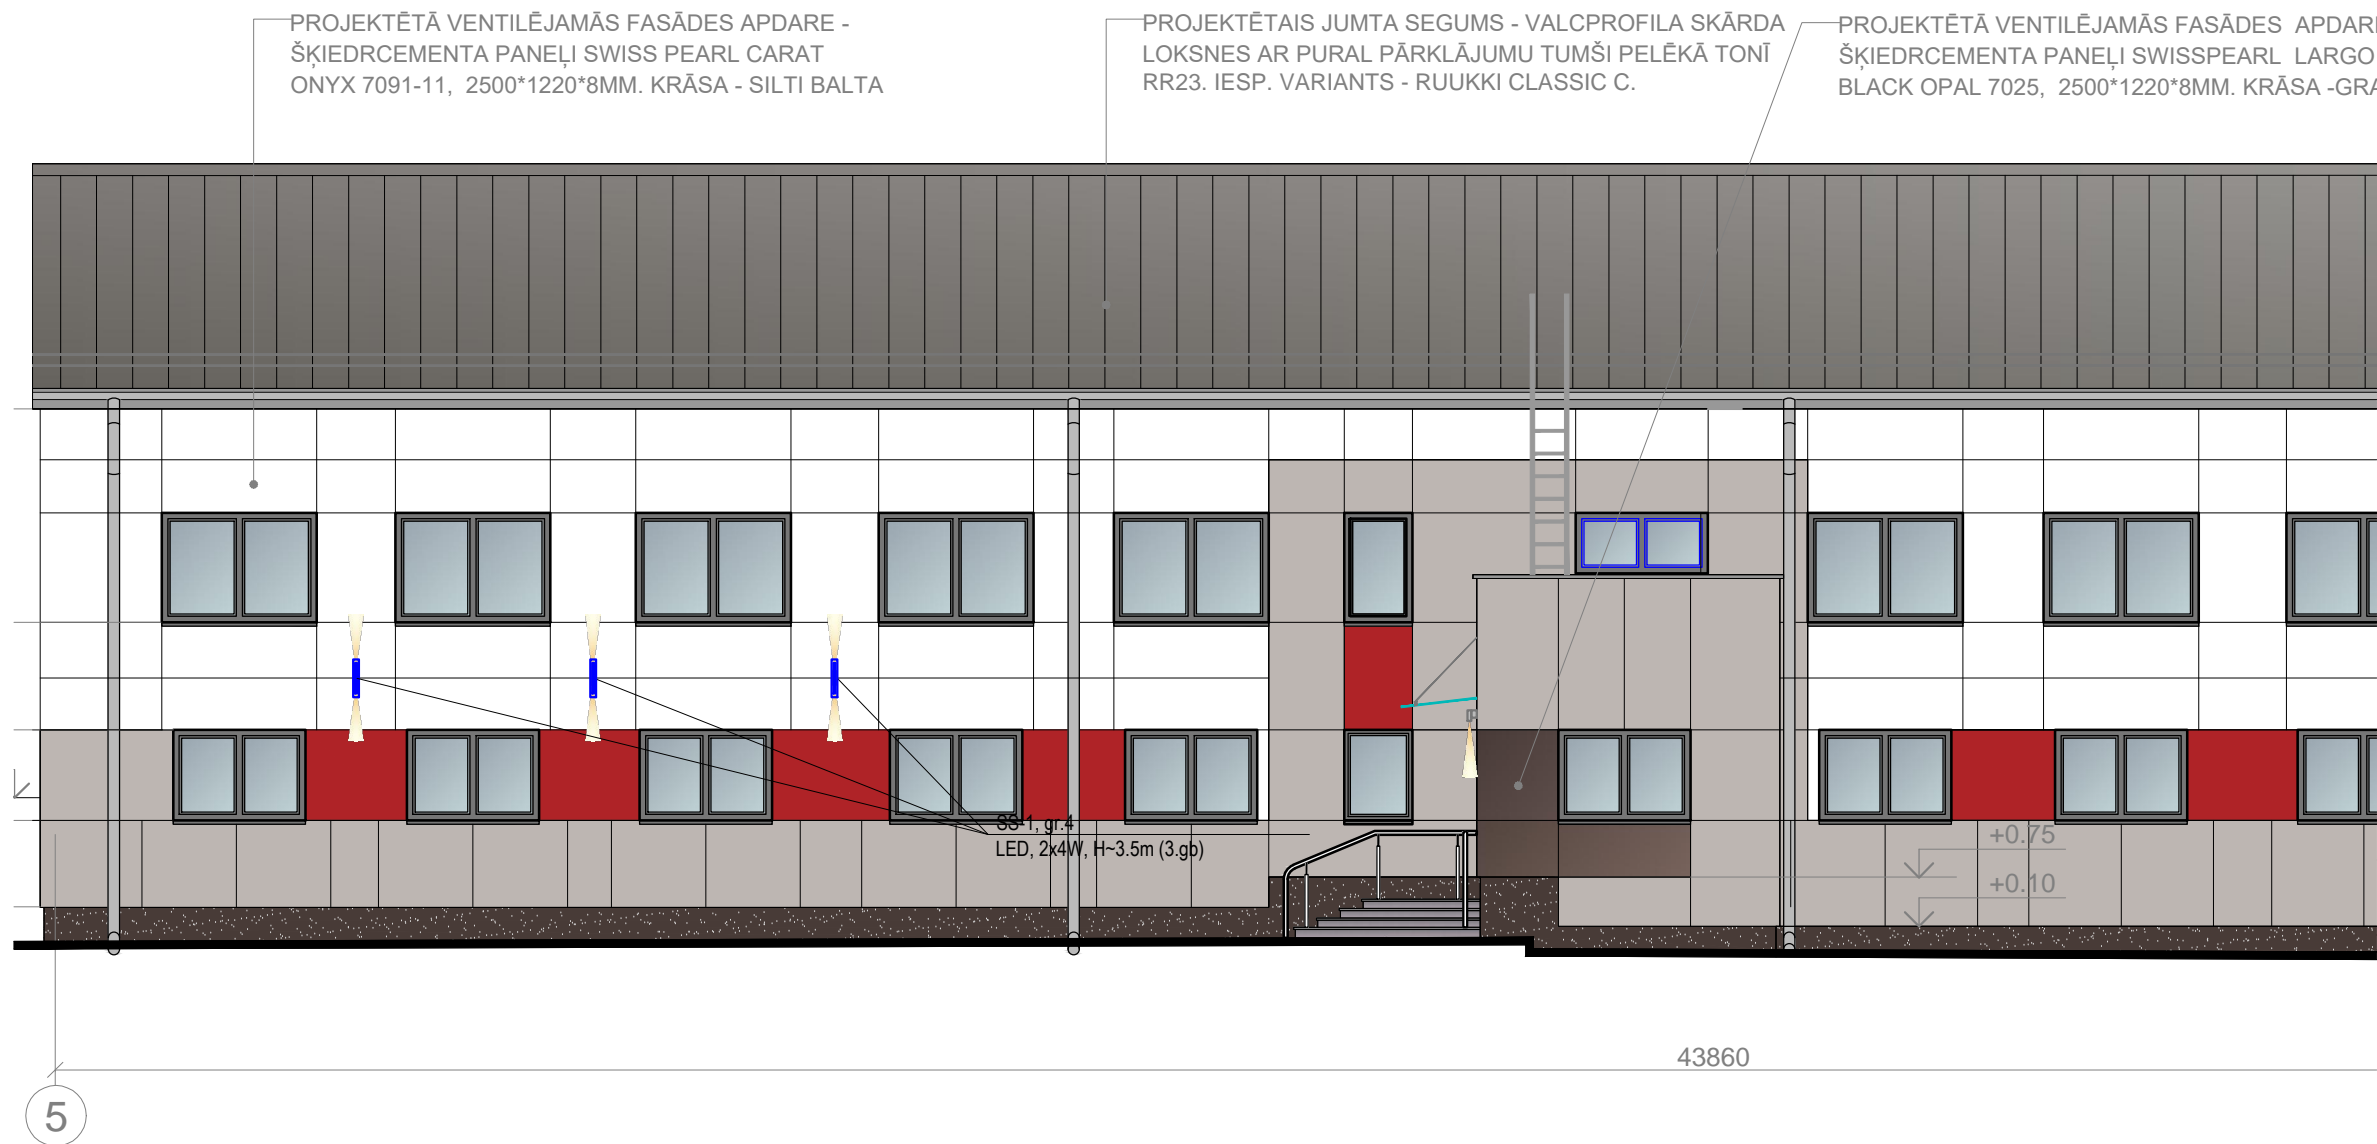 PROJEKTĒTĀ VENTILĒJAMĀS FASĀDES APDARE -
ŠĶIEDRCEMENTA PANEĻI SWISS PEARL CARAT
ONYX 7091-11, 2500*1220*8MM. KRĀSA - SILTI BALTA
PROJEKTĒTAIS JUMTA SEGUMS - VALCPROFILA SKĀRDA
LOKSNES AR PURAL PĀRKLĀJUMU TUMŠI PELĒKĀ TONĪ
RR23. IESP. VARIANTS - RUUKKI CLASSIC C.
PROJEKTĒTĀ VENTILĒJAMĀS FASĀDES APDAR
ŠĶIEDRCEMENTA PANEĻI SWISSPEARL LARGO
BLACK OPAL 7025, 2500*1220*8MM. KRĀSA -GRA
SS-1, gr.4
LED, 2x4W, H~3.5m (3.gb)
+0.75
+0.10
43860
5